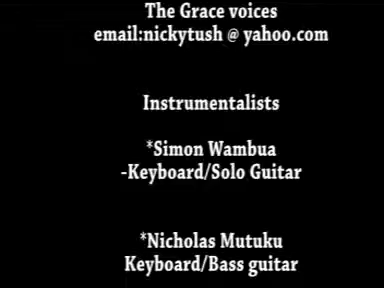 The Grace voices
email:nickytush @ yahoo.com
Instrumentalists
*Simon Wambua
-Keyboard/Solo Guitar
*Nicholas Mutuku
Keyboard/Bass guitar